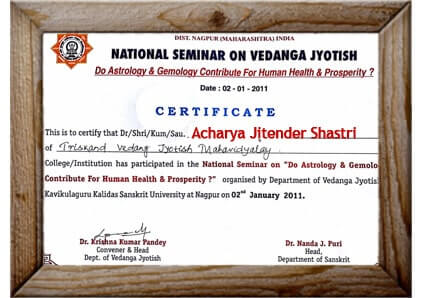 DIST. NAGPUR (MAHARASHTRA) INDIA
NATIONAL SEMINAR ON VEDANGA JYOTISH
Do Astrology & Gemology Contribute For Human Health & Prosperity ?
Date : 02 - 01 - 2011
CERTIFICATE
This is to certify that Dr/Shri/Kum/Sau. Acharya Jitender Shastri
of Triskand Vedang Jyotish Mahavidyalay
College/Institution has participated in the National Seminar on "Do Astrology & Gemolo
Contribute For Human Health & Prosperity ?" organised by Department of Vedanga Jyotis
Kavikulaguru Kalidas Sanskrit University at Nagpur on 02nd January 2011.
Dr. Krishna Kumar Pandey
Convener & Head
Dept. of Vedanga Jyotish
Dr. Nanda J. Puri
Head,
Department of Sanskrit